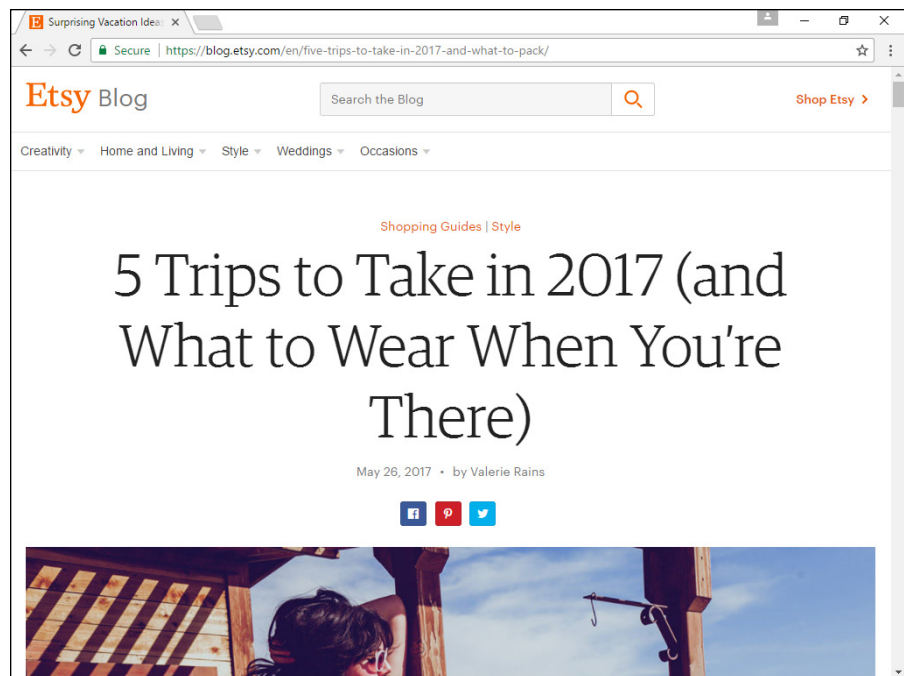 Surprising Vacation Idea
Secure | https://blog.etsy.com/en/five-trips-to-take-in-2017-and-what-to-pack/
Etsy Blog
Search the Blog
Shop Etsy
Creativity Home and Living Style Weddings Occasions
Shopping Guides | Style
5 Trips to Take in 2017 (and
What to Wear When You're
There)
May 26, 2017 • by Valerie Rains